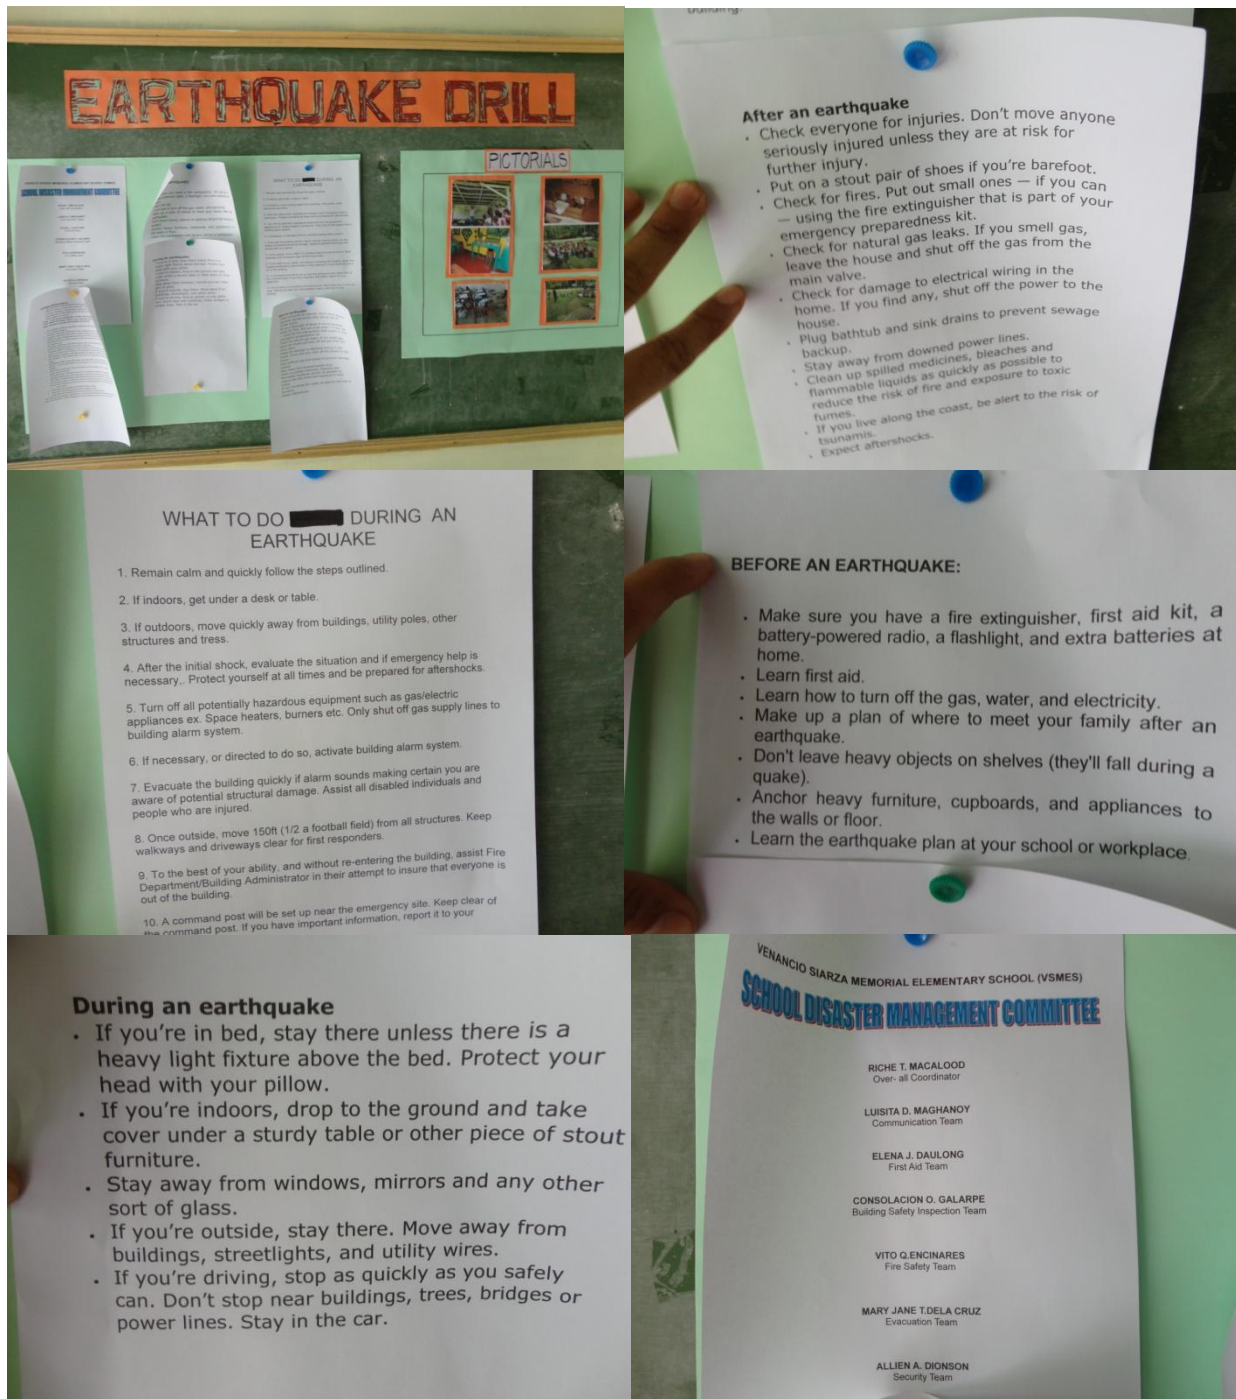 EARTHQUAKE DRILL
PICTORIALS
SCHOOL DISASTER MANAGEMENT COMMITTEE
WHAT TO DO DURING AN
EARTHQUAKE
After an earthquake
• Check everyone for injuries. Don't move anyone
seriously injured unless they are at risk for
further injury.
• Put on a stout pair of shoes if you're barefoot.
• Check for fires. Put out small ones — if you can
— using the fire extinguisher that is part of your
emergency preparedness kit.
• Check for natural gas leaks. If you smell gas,
leave the house and shut off the gas from the
main valve.
• Check for damage to electrical wiring in the
home. If you find any, shut off the power to the
house.
• Plug bathtub and sink drains to prevent sewage
backup.
• Stay away from downed power lines.
• Clean up spilled medicines, bleaches and
flammable liquids as quickly as possible to
reduce the risk of fire and exposure to toxic
fumes.
• If you live along the coast, be alert to the risk of
tsunamis.
• Expect aftershocks.
WHAT TO DO DURING AN
EARTHQUAKE
1. Remain calm and quickly follow the steps outlined.
2. If indoors, get under a desk or table.
3. If outdoors, move quickly away from buildings, utility poles, other
structures and tress.
4. After the initial shock, evaluate the situation and if emergency help is
necessary.. Protect yourself at all times and be prepared for aftershocks.
5. Turn off all potentially hazardous equipment such as gas/electric
appliances ex. Space heaters, burners etc. Only shut off gas supply lines to
building alarm system.
6. If necessary, or directed to do so, activate building alarm system.
7. Evacuate the building quickly if alarm sounds making certain you are
aware of potential structural damage. Assist all disabled individuals and
people who are injured.
8. Once outside, move 150ft (1/2 a football field) from all structures. Keep
walkways and driveways clear for first responders.
9. To the best of your ability, and without re-entering the building, assist Fire
Department/Building Administrator in their attempt to insure that everyone is
out of the building.
10. A command post will be set up near the emergency site. Keep clear of
the command post. If you have important information, report it to your
BEFORE AN EARTHQUAKE:
• Make sure you have a fire extinguisher, first aid kit, a
battery-powered radio, a flashlight, and extra batteries at
home.
• Learn first aid.
• Learn how to turn off the gas, water, and electricity.
• Make up a plan of where to meet your family after an
earthquake.
• Don't leave heavy objects on shelves (they'll fall during a
quake).
• Anchor heavy furniture, cupboards, and appliances to
the walls or floor.
• Learn the earthquake plan at your school or workplace.
During an earthquake
• If you're in bed, stay there unless there is a
heavy light fixture above the bed. Protect your
head with your pillow.
• If you're indoors, drop to the ground and take
cover under a sturdy table or other piece of stout
furniture.
• Stay away from windows, mirrors and any other
sort of glass.
• If you're outside, stay there. Move away from
buildings, streetlights, and utility wires.
• If you're driving, stop as quickly as you safely
can. Don't stop near buildings, trees, bridges or
power lines. Stay in the car.
VENANCIO SIARZA MEMORIAL ELEMENTARY SCHOOL (VSMES)
SCHOOL DISASTER MANAGEMENT COMMITTEE
RICHE T. MACALOOD
Over- all Coordinator
LUISITA D. MAGHANOY
Communication Team
ELENA J. DAULONG
First Aid Team
CONSOLACION O. GALARPE
Building Safety Inspection Team
VITO Q.ENCINARES
Fire Safety Team
MARY JANE T.DELA CRUZ
Evacuation Team
ALLIEN A. DIONSON
Security Team